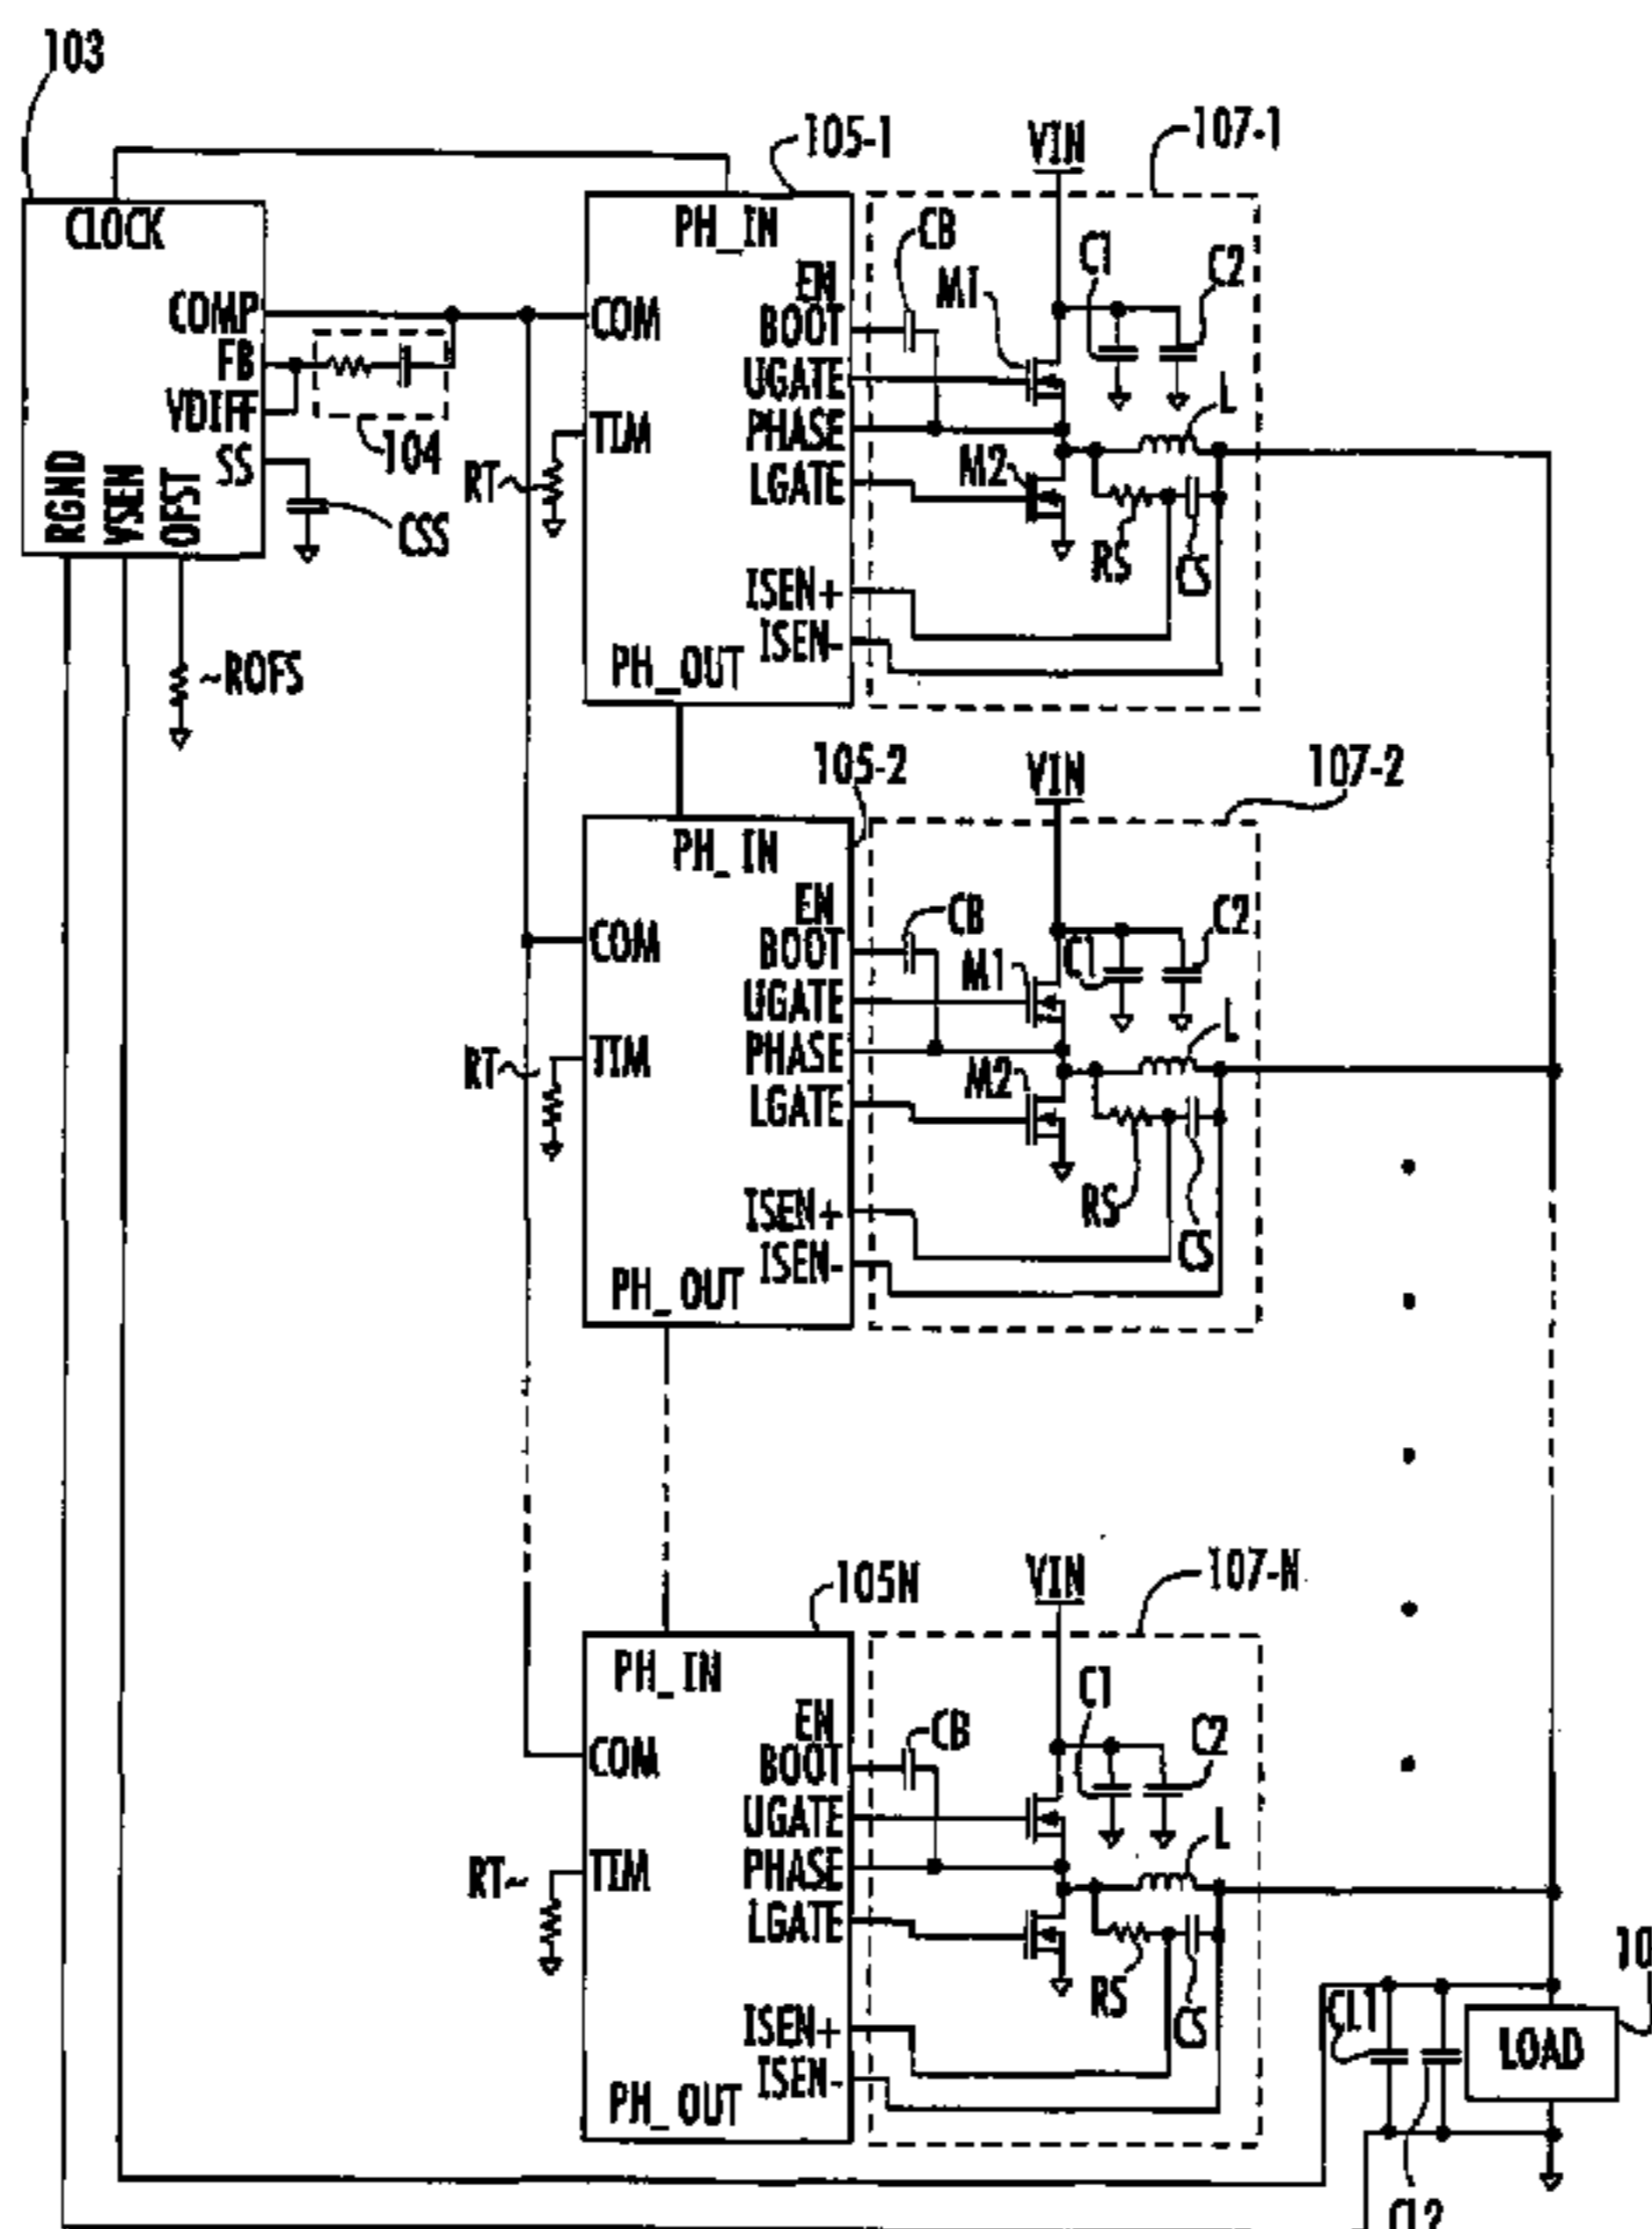 103
CLOCK
COMP
FB
VDIFF
SS
RGND
VSEN
OFST
104
CSS
~ROFS
105-1
PH_IN
COM
TIM
RT
EN
BOOT
UGATE
PHASE
LGATE
ISEN+
ISEN-
PH_OUT
107-1
VIN
CB
M1
C1
C2
L
M2
RS
CS
105-2
PH_IN
COM
TIM
RT
EN
BOOT
UGATE
PHASE
LGATE
ISEN+
ISEN-
PH_OUT
107-2
VIN
CB
M1
C1
C2
L
M2
RS
CS
105N
PH_IN
COM
TIM
RT~
EN
BOOT
UGATE
PHASE
LGATE
ISEN+
ISEN-
PH_OUT
107-N
VIN
CB
C1
C2
L
RS
CS
CL1
LOAD
10